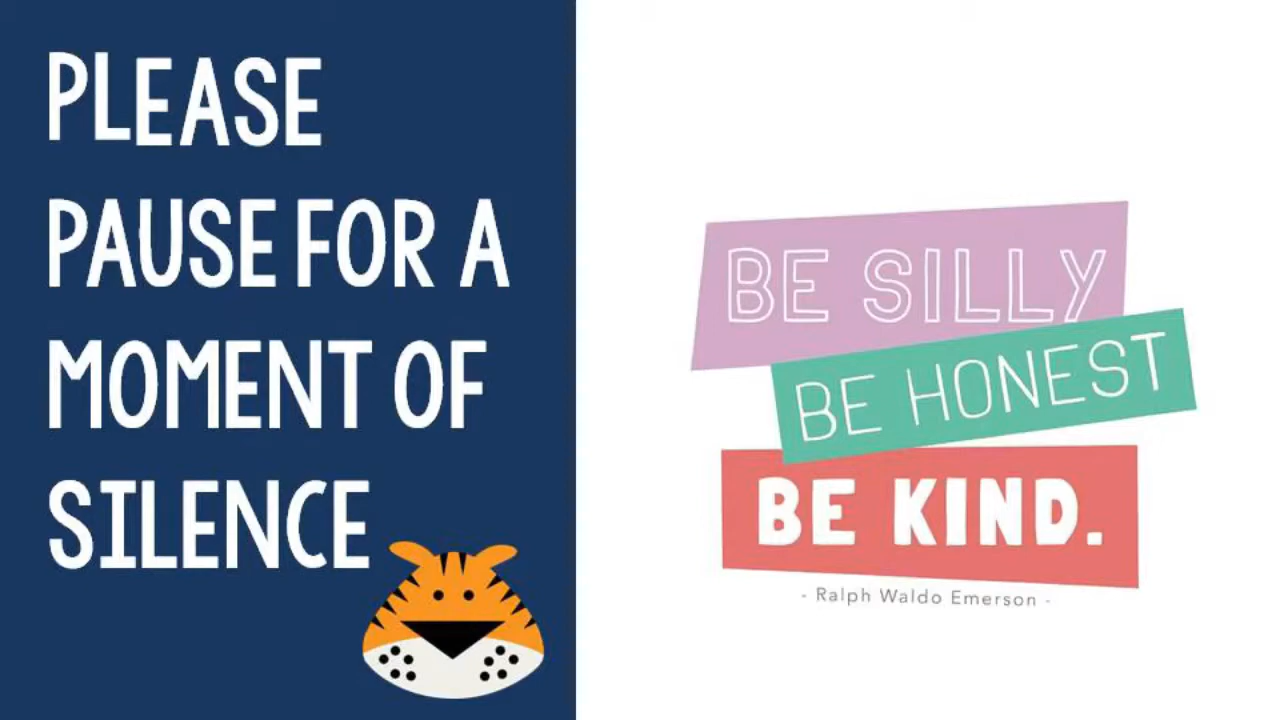 PLEASE
PAUSE FOR A
MOMENT OF
SILENCE
BE SILLY
BE HONEST
BE KIND.
- Ralph Waldo Emerson -